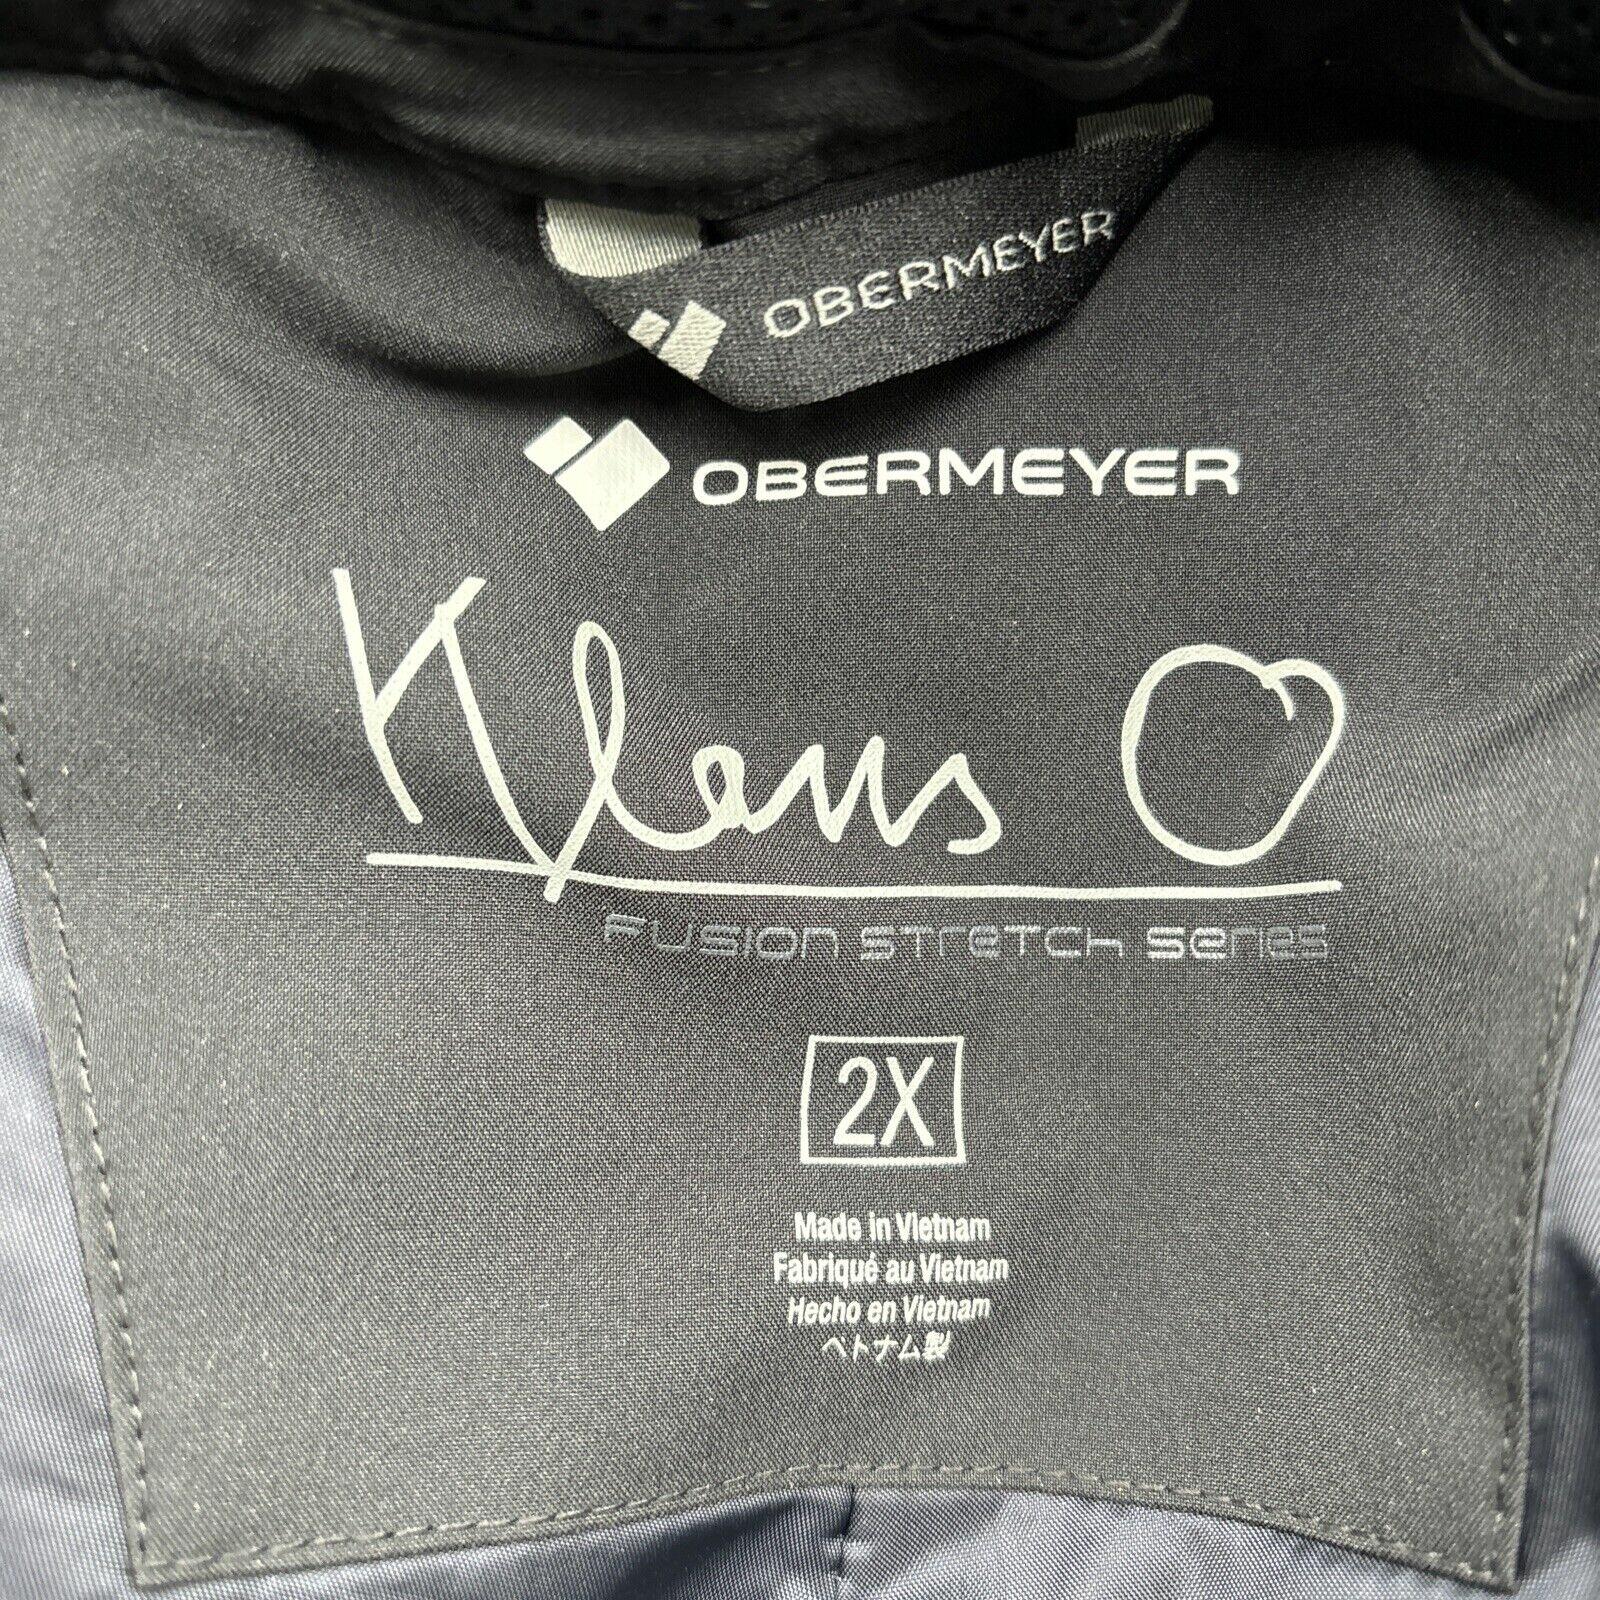 OBERMEYER
OBERMEYER
Klaus O
FUSION STRETCH SERIES
2X
Made in Vietnam
Fabriqué au Vietnam
Hecho en Vietnam
ベトナム製